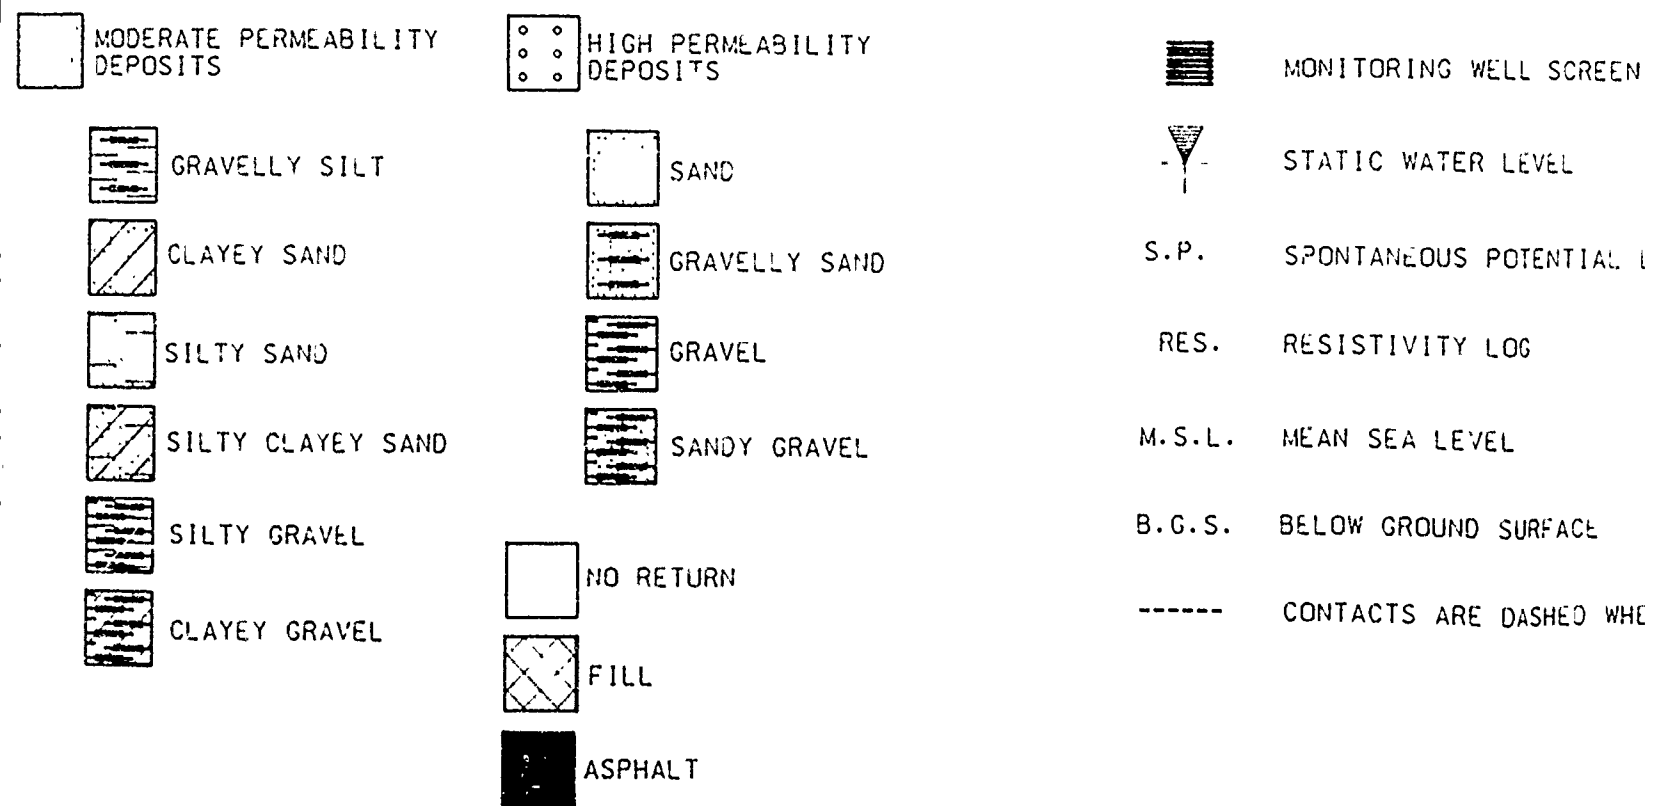 MODERATE PERMEABILITY
DEPOSITS
GRAVELLY SILT
CLAYEY SAND
SILTY SAND
SILTY CLAYEY SAND
SILTY GRAVEL
CLAYEY GRAVEL
HIGH PERMEABILITY
DEPOSITS
SAND
GRAVELLY SAND
GRAVEL
SANDY GRAVEL
NO RETURN
FILL
ASPHALT
MONITORING WELL SCREEN
STATIC WATER LEVEL
S.P. SPONTANEOUS POTENTIAL
RES. RESISTIVITY LOG
M.S.L. MEAN SEA LEVEL
B.G.S. BELOW GROUND SURFACE
------ CONTACTS ARE DASHED WHE